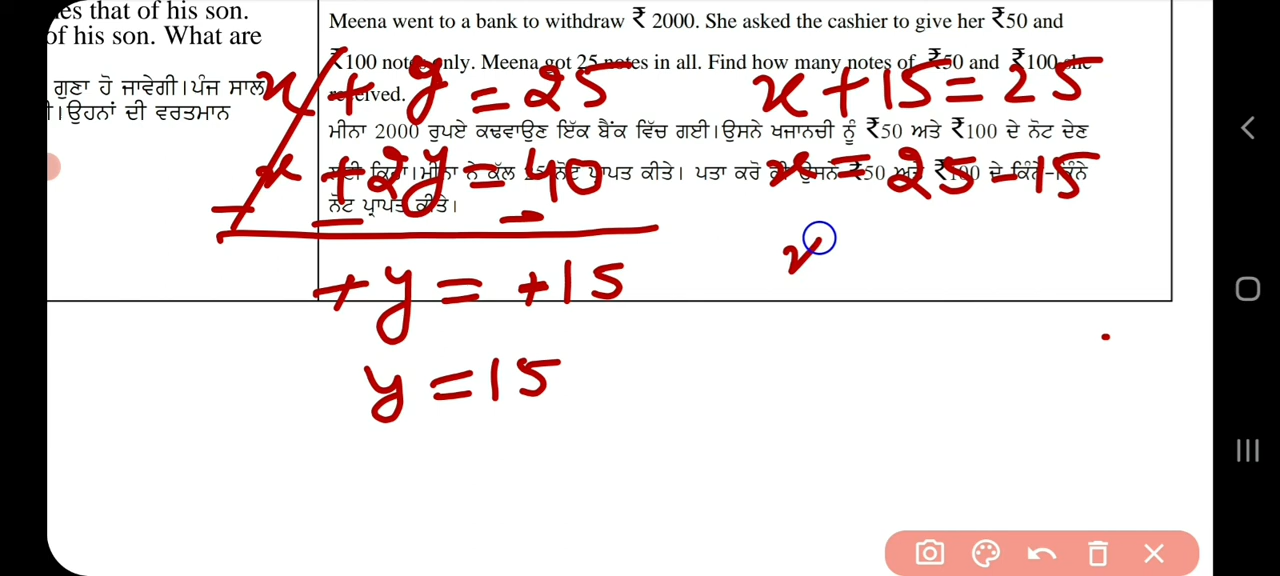 es that of his son.
of his son. What are
ਗੁਣਾ ਹੋ ਜਾਵੇਗੀ। ਪੰਜ ਸਾਲ
ੀ। ਉਹਨਾਂ ਦੀ ਵਰਤਮਾਨ
Meena went to a bank to withdraw ₹ 2000. She asked the cashier to give her ₹50 and
₹100 notes only. Meena got 25 notes in all. Find how many notes of ₹50 and ₹100 she
received.
ਮੀਨਾ 2000 ਰੁਪਏ ਕਢਵਾਉਣ ਇੱਕ ਬੈਂਕ ਵਿੱਚ ਗਈ। ਉਸਨੇ ਖਜਾਨਚੀ ਨੂੰ ₹50 ਅਤੇ ₹100 ਦੇ ਨੋਟ ਦੇਣ
ਕਿਹਾ। ਮੀਨਾ ਨੇ ਕੁੱਲ 25 ਨੋਟ ਪ੍ਰਾਪਤ ਕੀਤੇ। ਪਤਾ ਕਰੋ ਕੀ ਉਸਨੇ ₹50 ਅਤੇ ₹100 ਦੇ ਕਿੰਨੇ-ਕਿੰਨੇ
ਨੋਟ ਪ੍ਰਾਪਤ ਕੀਤੇ।
x + y = 25
x + 2y = 40
- - -
+ y = +15
y = 15
x + 15 = 25
x = 25 - 15
x